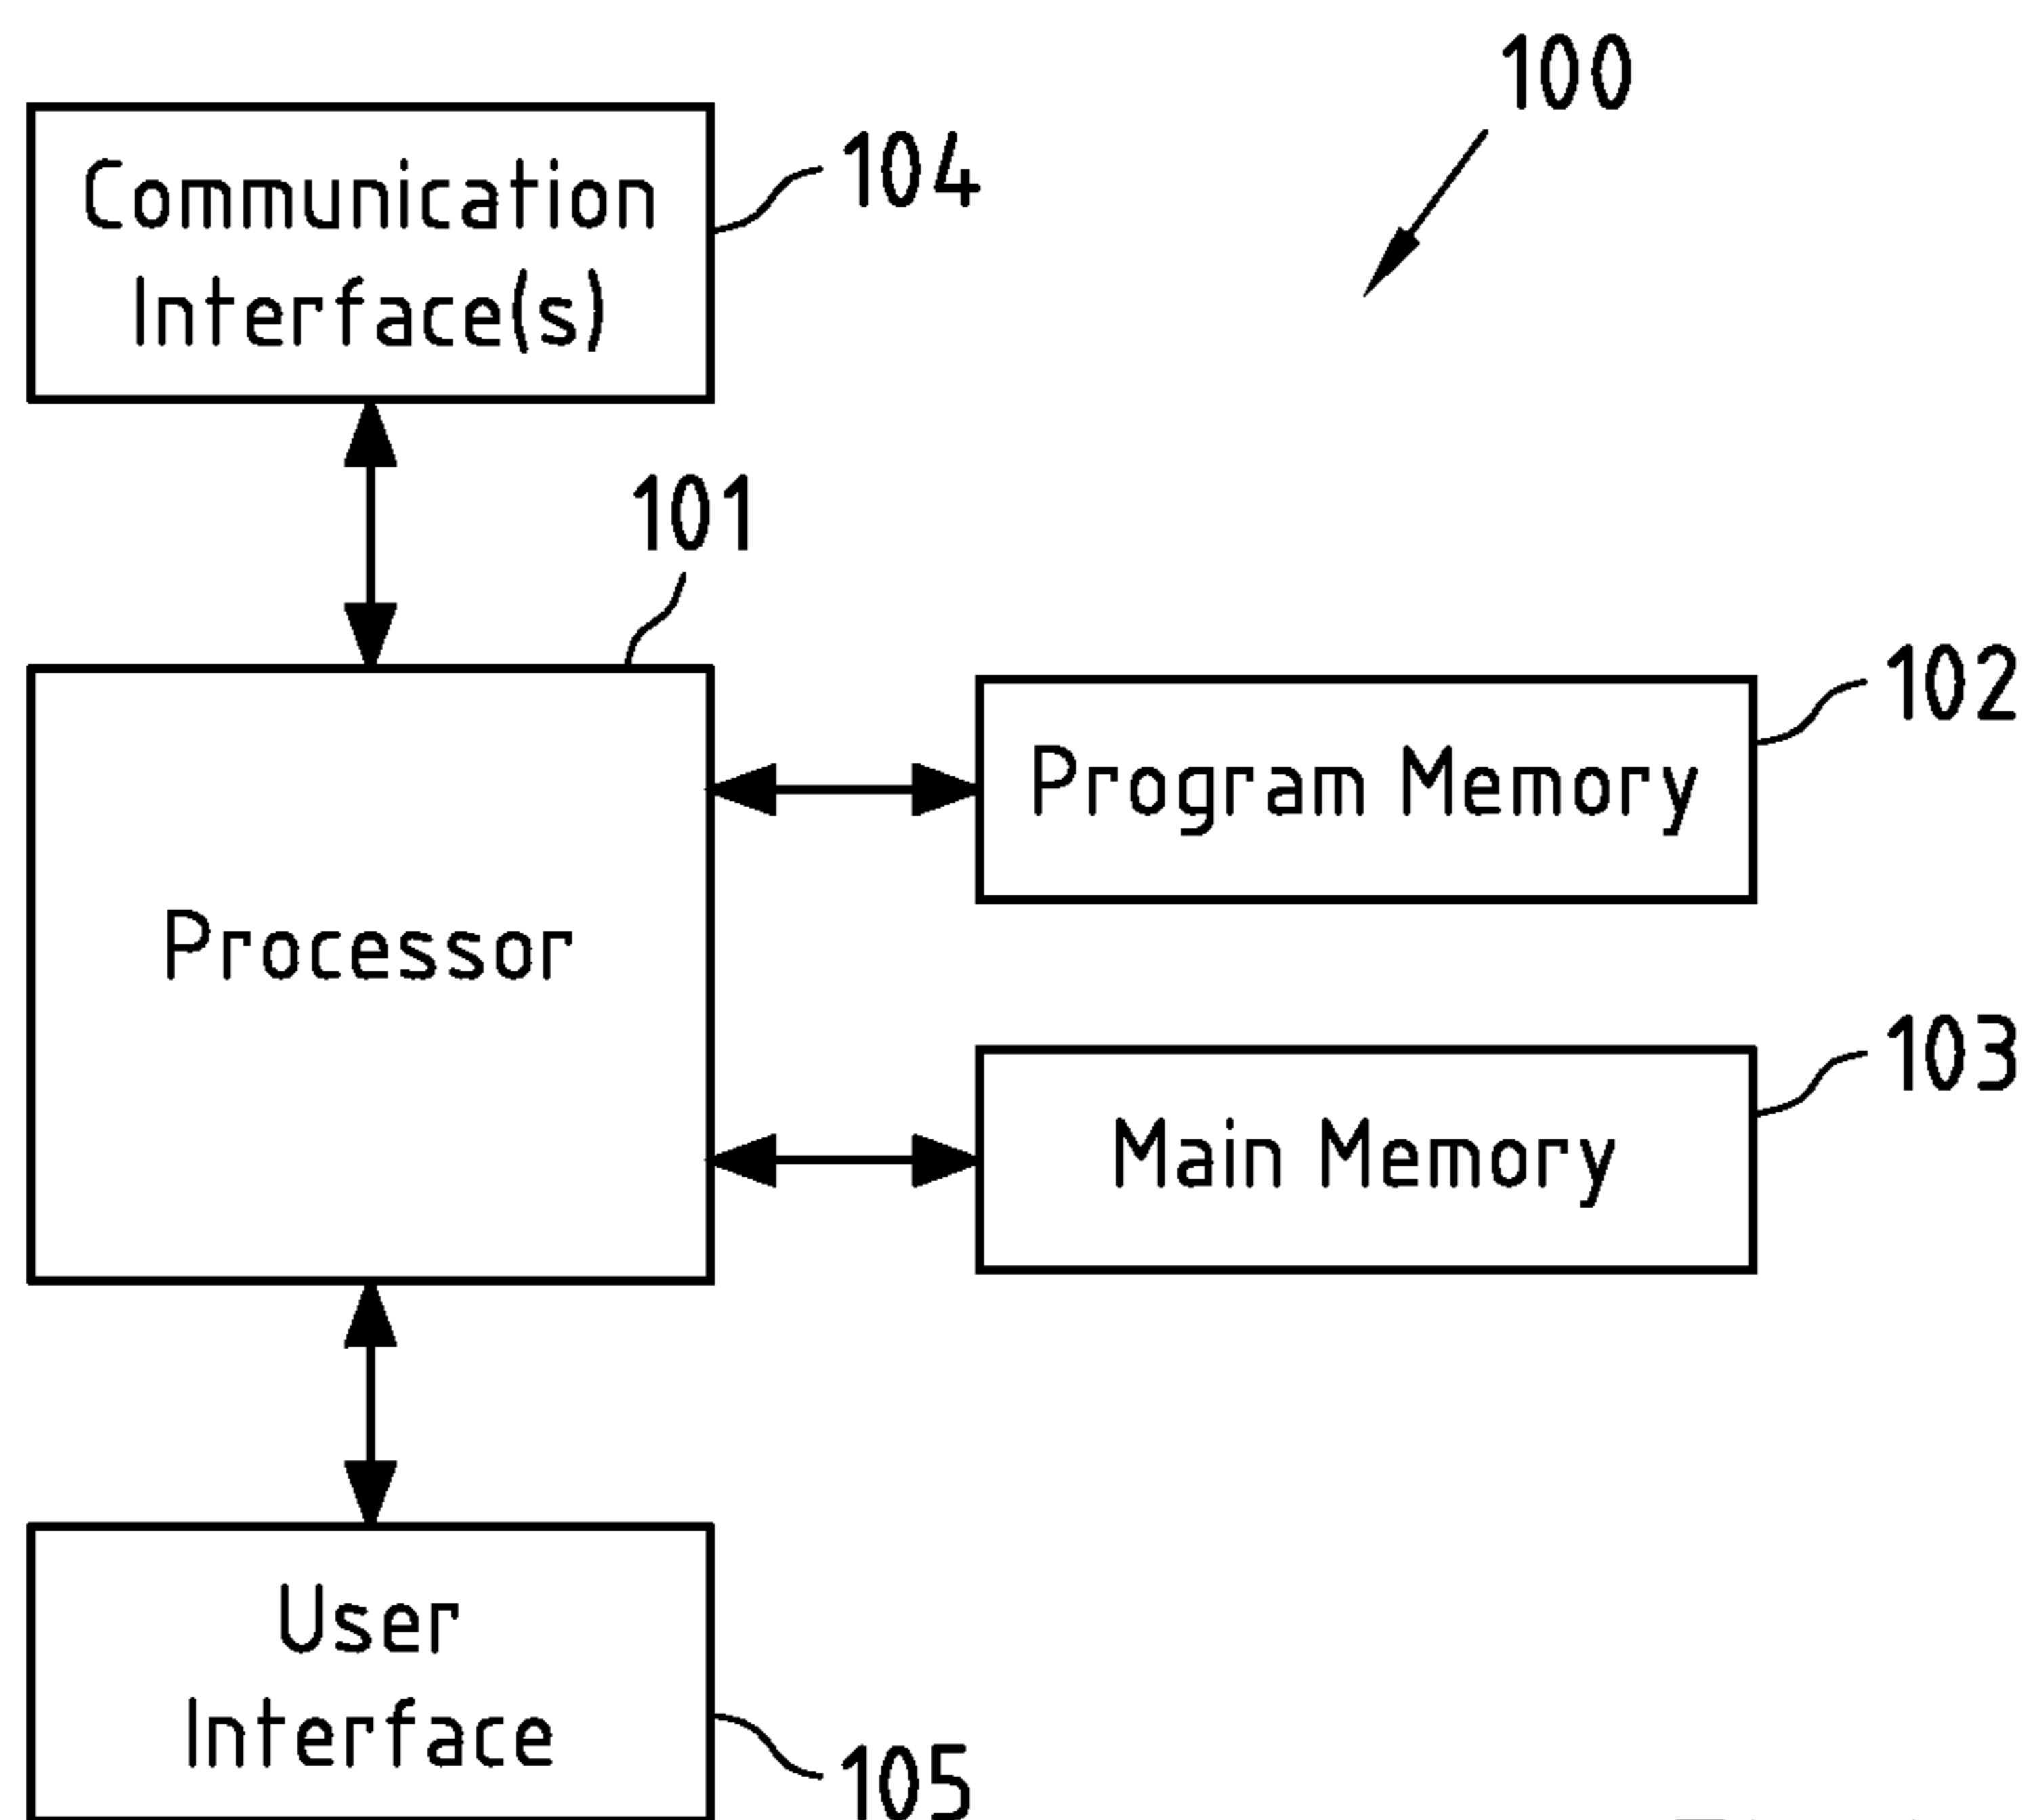 100
Communication
Interface(s)
104
101
Processor
Program Memory
102
Main Memory
103
User
Interface
105